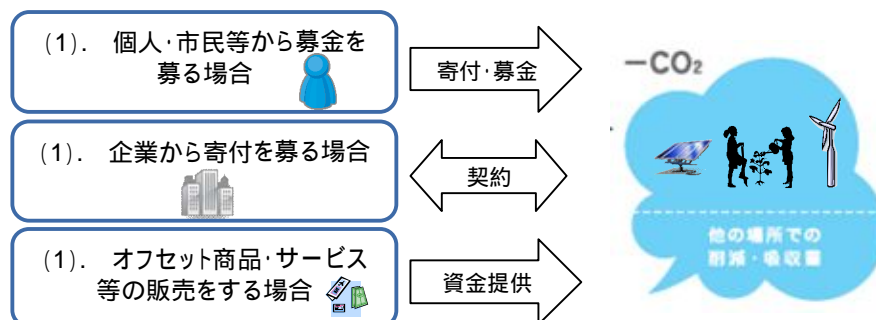 (1). 個人・市民等から募金を
募る場合
寄付・募金
(1). 企業から寄付を募る場合
契約
(1). オフセット商品・サービス
等の販売をする場合
資金提供
−CO₂
他の場所での
削減・吸収量